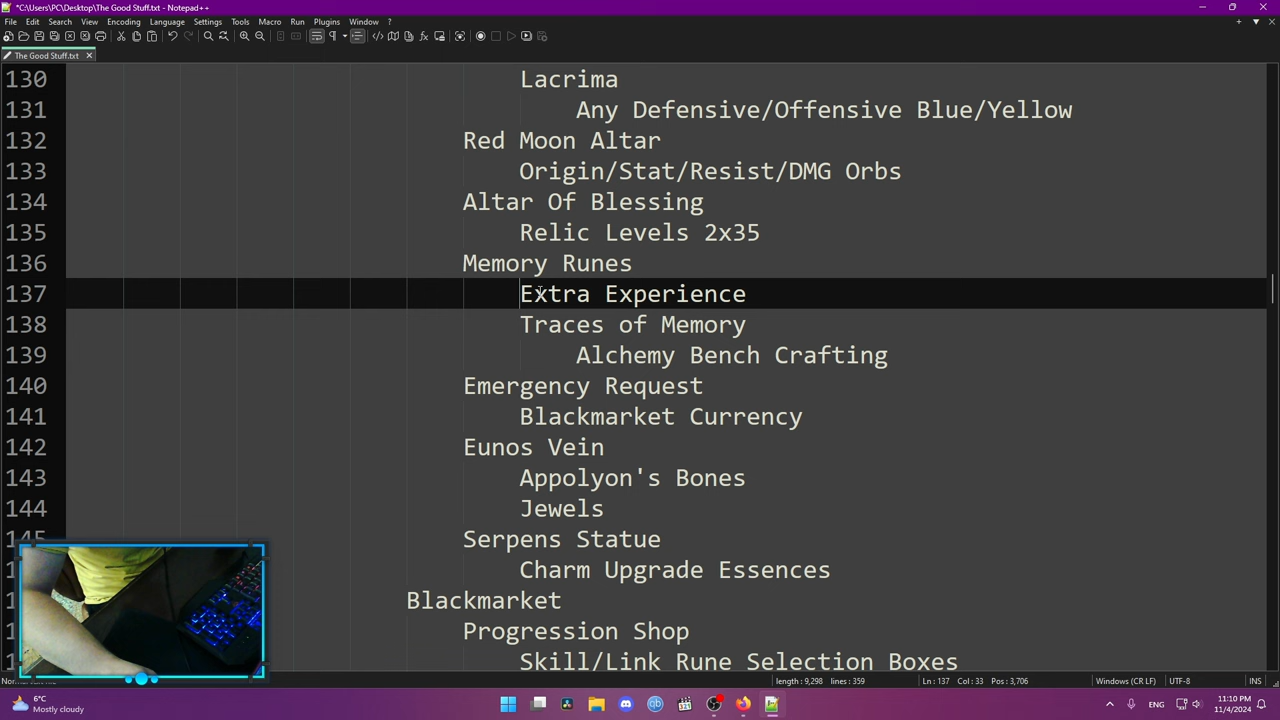 *C:\Users\PC\Desktop\The Good Stuff.txt - Notepad++
File Edit Search View Encoding Language Settings Tools Macro Run Plugins Window ?
The Good Stuff.txt
130 Lacrima
131 Any Defensive/Offensive Blue/Yellow
132 Red Moon Altar
133 Origin/Stat/Resist/DMG Orbs
134 Altar Of Blessing
135 Relic Levels 2x35
136 Memory Runes
137 Extra Experience
138 Traces of Memory
139 Alchemy Bench Crafting
140 Emergency Request
141 Blackmarket Currency
142 Eunos Vein
143 Appolyon's Bones
144 Jewels
145 Serpens Statue
Charm Upgrade Essences
Blackmarket
Progression Shop
Skill/Link Rune Selection Boxes
length : 9,298 lines : 359 Ln : 137 Col : 33 Pos : 3,706 Windows (CR LF) UTF-8 INS
6°C
Mostly cloudy
ENG
11:10 PM
11/4/2024